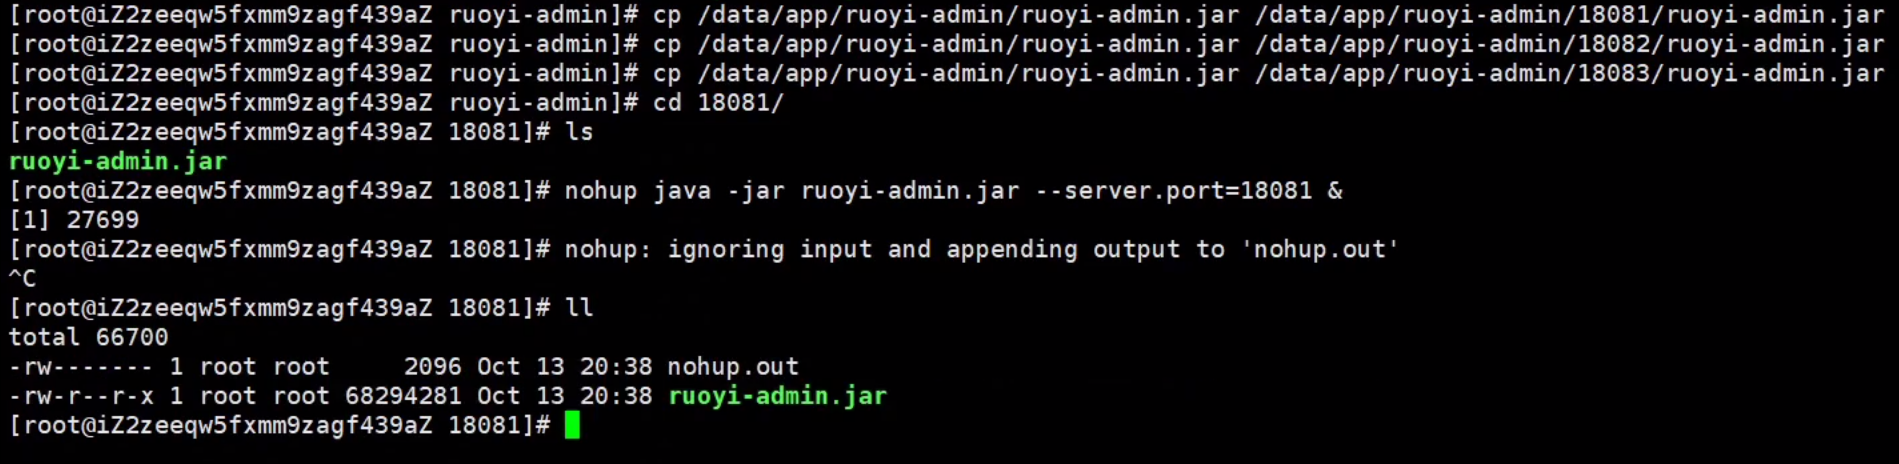 [root@iZ2zeeqw5fxmm9zagf439aZ ruoyi-admin]# cp /data/app/ruoyi-admin/ruoyi-admin.jar /data/app/ruoyi-admin/18081/ruoyi-admin.jar
[root@iZ2zeeqw5fxmm9zagf439aZ ruoyi-admin]# cp /data/app/ruoyi-admin/ruoyi-admin.jar /data/app/ruoyi-admin/18082/ruoyi-admin.jar
[root@iZ2zeeqw5fxmm9zagf439aZ ruoyi-admin]# cp /data/app/ruoyi-admin/ruoyi-admin.jar /data/app/ruoyi-admin/18083/ruoyi-admin.jar
[root@iZ2zeeqw5fxmm9zagf439aZ ruoyi-admin]# cd 18081/
[root@iZ2zeeqw5fxmm9zagf439aZ 18081]# ls
ruoyi-admin.jar
[root@iZ2zeeqw5fxmm9zagf439aZ 18081]# nohup java -jar ruoyi-admin.jar --server.port=18081 &
[1] 27699
[root@iZ2zeeqw5fxmm9zagf439aZ 18081]# nohup: ignoring input and appending output to 'nohup.out'
^C
[root@iZ2zeeqw5fxmm9zagf439aZ 18081]# ll
total 66700
-rw------- 1 root root     2096 Oct 13 20:38 nohup.out
-rw-r--r-x 1 root root 68294281 Oct 13 20:38 ruoyi-admin.jar
[root@iZ2zeeqw5fxmm9zagf439aZ 18081]#